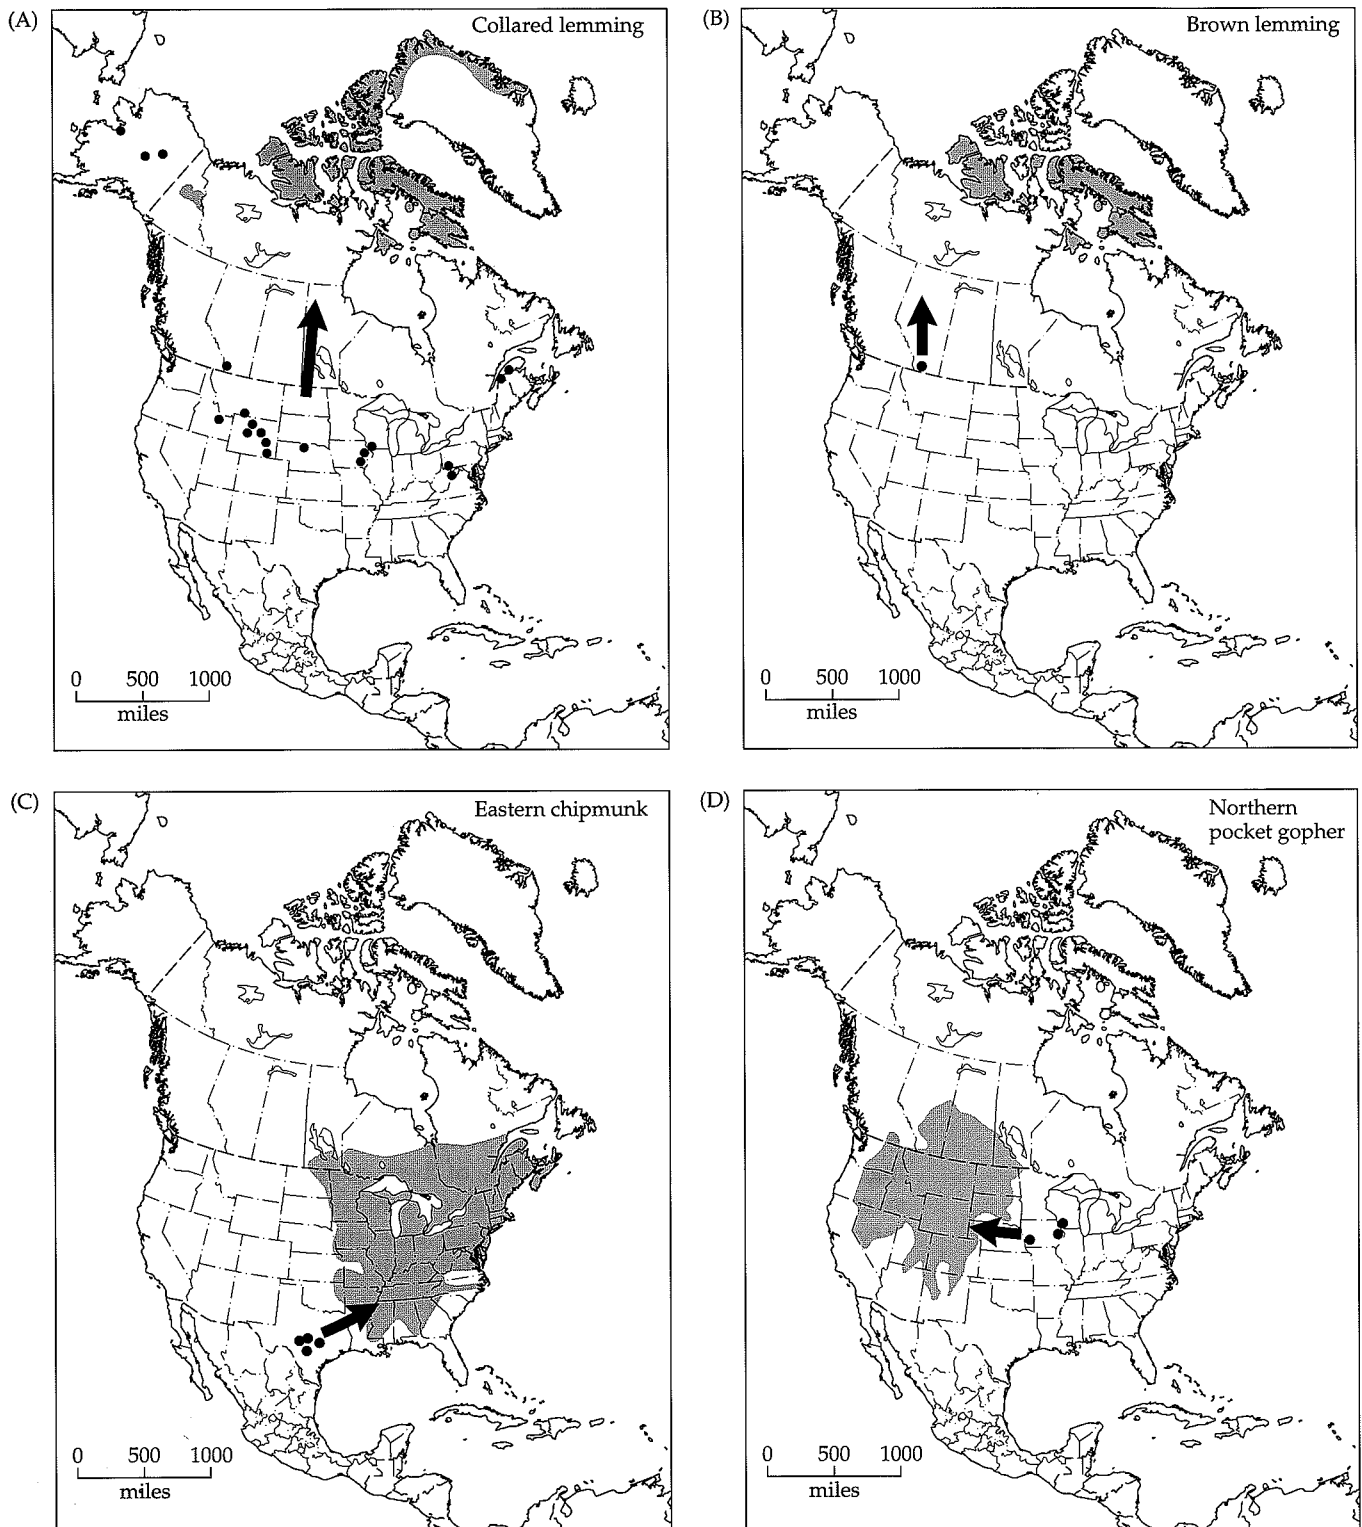 (A)
Collared lemming
0 500 1000
miles
(B)
Brown lemming
0 500 1000
miles
(C)
Eastern chipmunk
0 500 1000
miles
(D)
Northern
pocket gopher
0 500 1000
miles